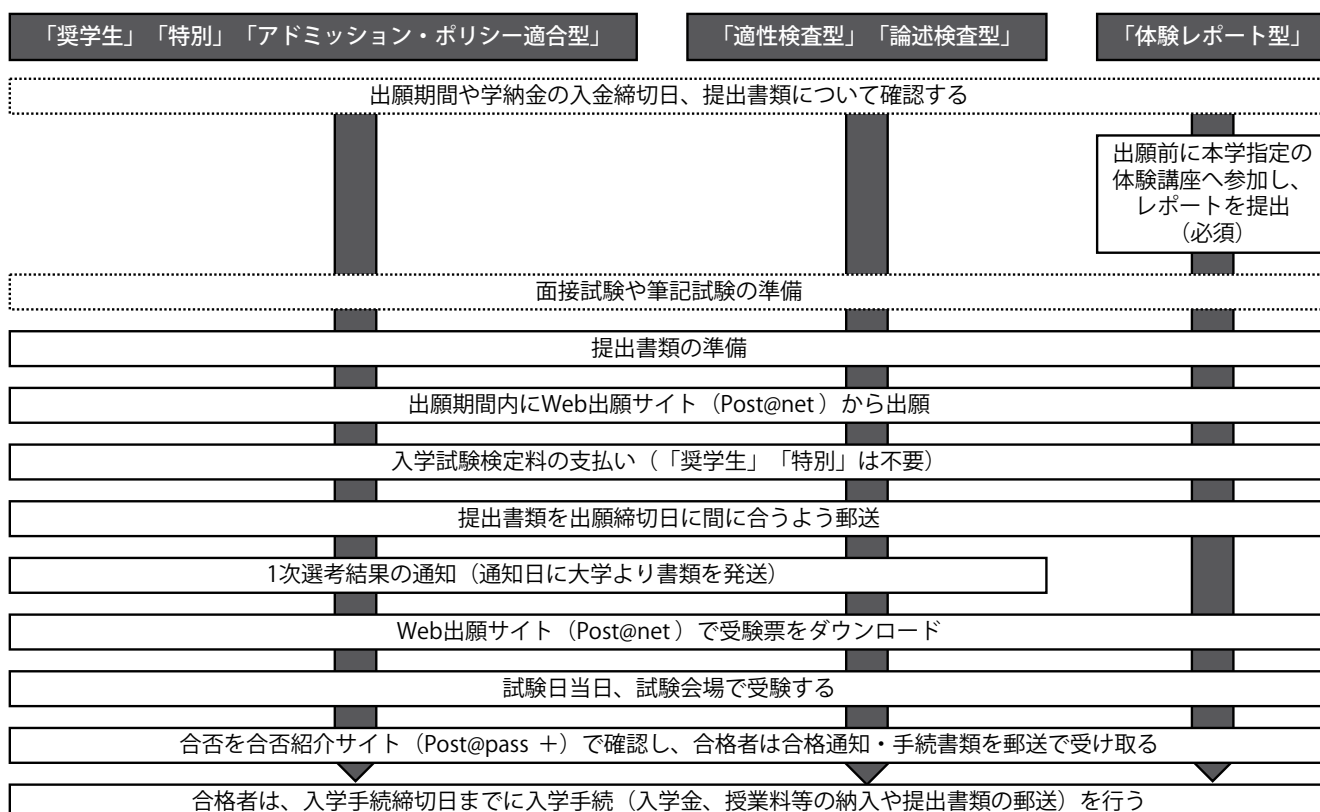 「奨学生」「特別」「アドミッション・ポリシー適合型」
「適性検査型」「論述検査型」
「体験レポート型」
出願期間や学納金の入金締切日、提出書類について確認する
出願前に本学指定の
体験講座へ参加し、
レポートを提出
（必須）
面接試験や筆記試験の準備
提出書類の準備
出願期間内にWeb出願サイト（Post@net ）から出願
入学試験検定料の支払い（「奨学生」「特別」は不要）
提出書類を出願締切日に間に合うよう郵送
1次選考結果の通知（通知日に大学より書類を発送）
Web出願サイト（Post@net ）で受験票をダウンロード
試験日当日、試験会場で受験する
合否を合否紹介サイト（Post@pass ＋）で確認し、合格者は合格通知・手続書類を郵送で受け取る
合格者は、入学手続締切日までに入学手続（入学金、授業料等の納入や提出書類の郵送）を行う